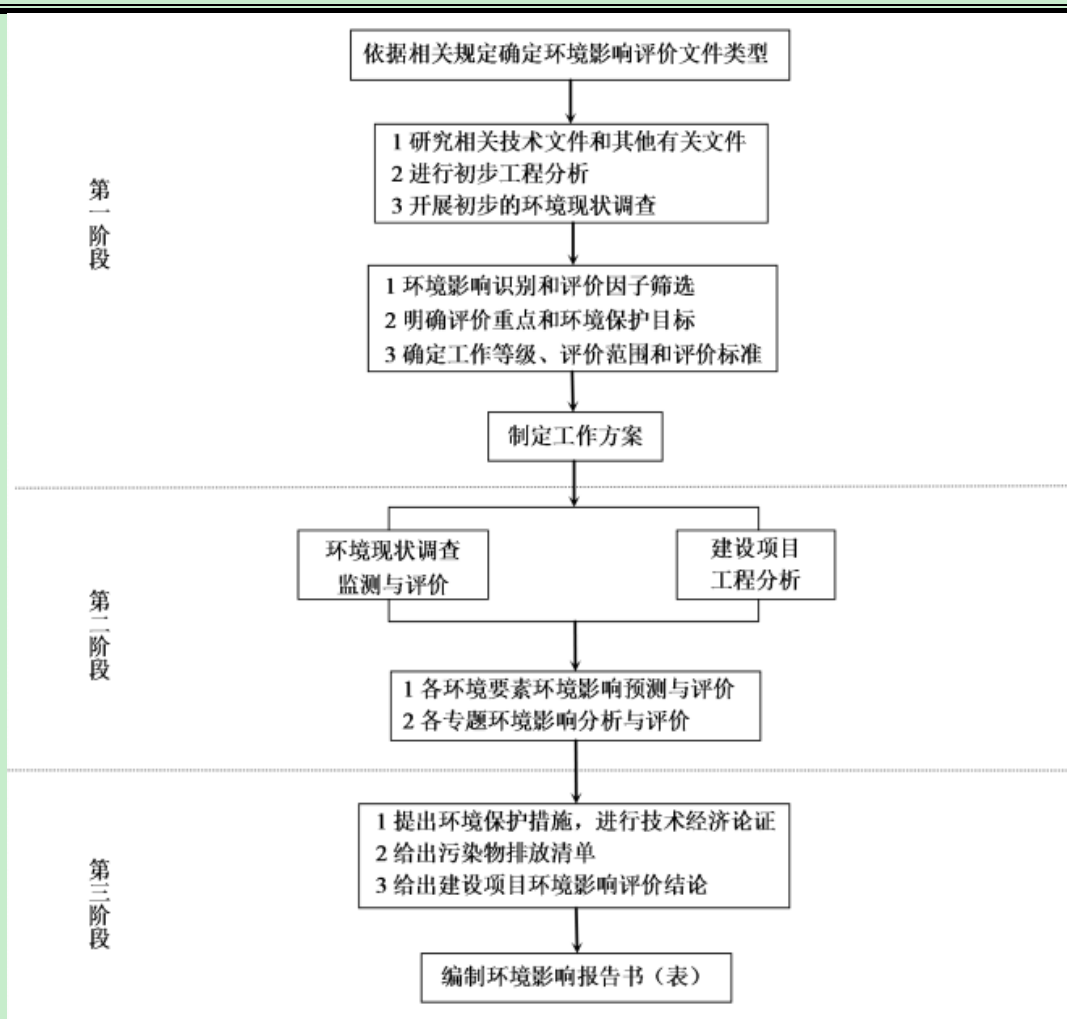 依据相关规定确定环境影响评价文件类型
1 研究相关技术文件和其他有关文件
2 进行初步工程分析
3 开展初步的环境现状调查
第一阶段
1 环境影响识别和评价因子筛选
2 明确评价重点和环境保护目标
3 确定工作等级、评价范围和评价标准
制定工作方案
环境现状调查
监测与评价
建设项目
工程分析
第二阶段
1 各环境要素环境影响预测与评价
2 各专题环境影响分析与评价
1 提出环境保护措施，进行技术经济论证
2 给出污染物排放清单
3 给出建设项目环境影响评价结论
第三阶段
编制环境影响报告书（表）